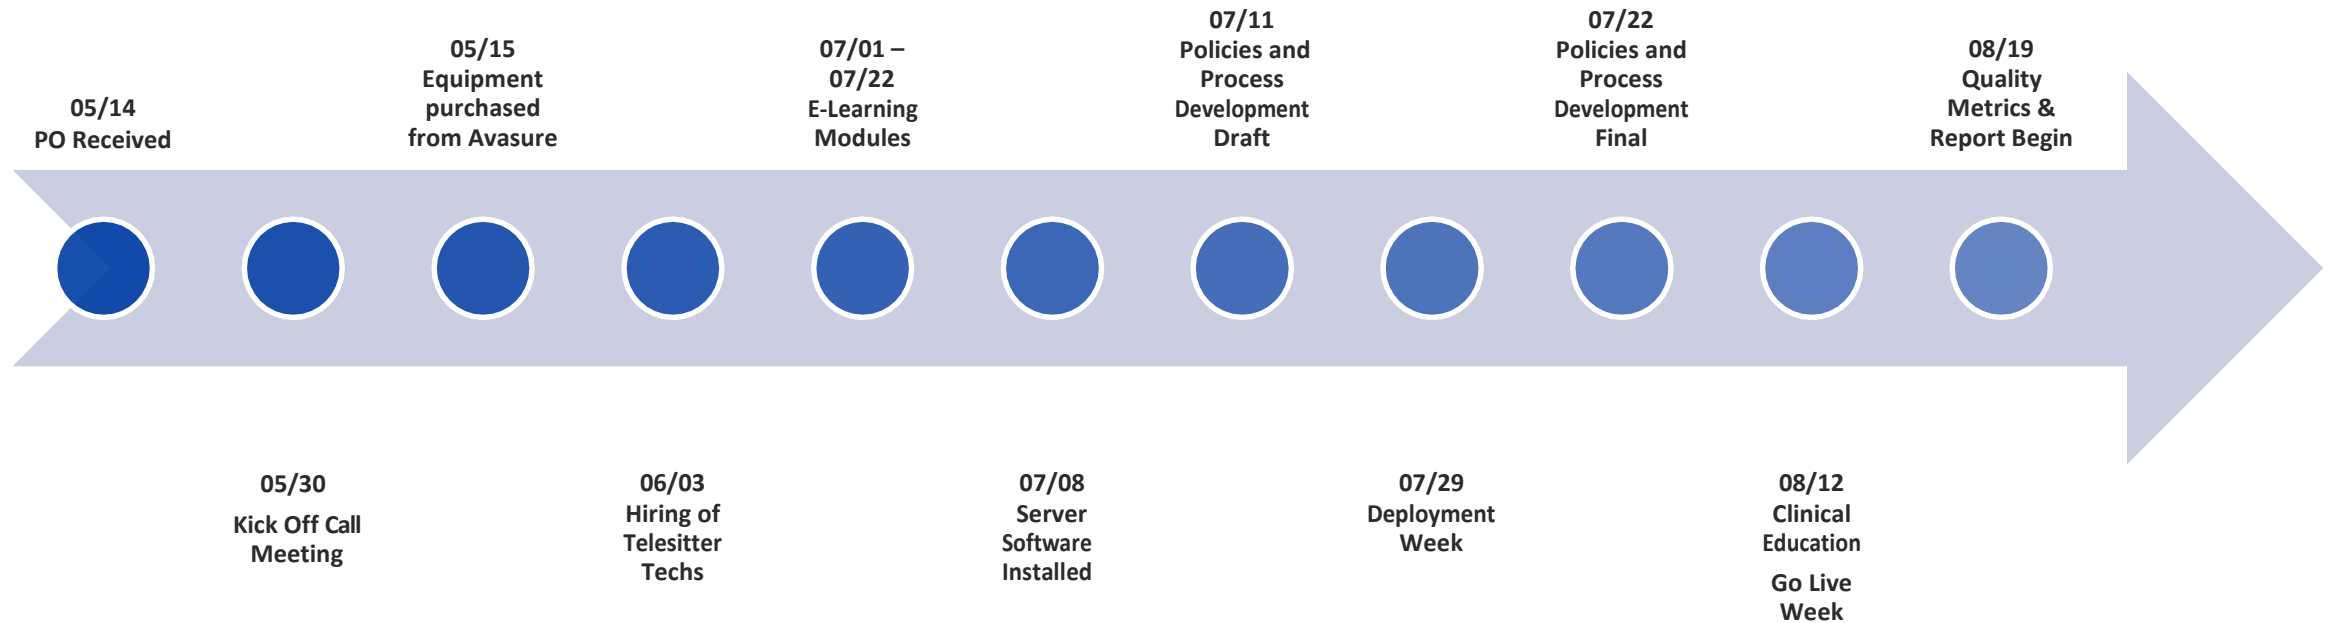 05/14
PO Received
05/30
Kick Off Call
Meeting
05/15
Equipment
purchased
from Avasure
06/03
Hiring of
Telesitter
Techs
07/01 –
07/22
E-Learning
Modules
07/08
Server
Software
Installed
07/11
Policies and
Process
Development
Draft
07/29
Deployment
Week
07/22
Policies and
Process
Development
Final
08/12
Clinical
Education
Go Live
Week
08/19
Quality
Metrics &
Report Begin